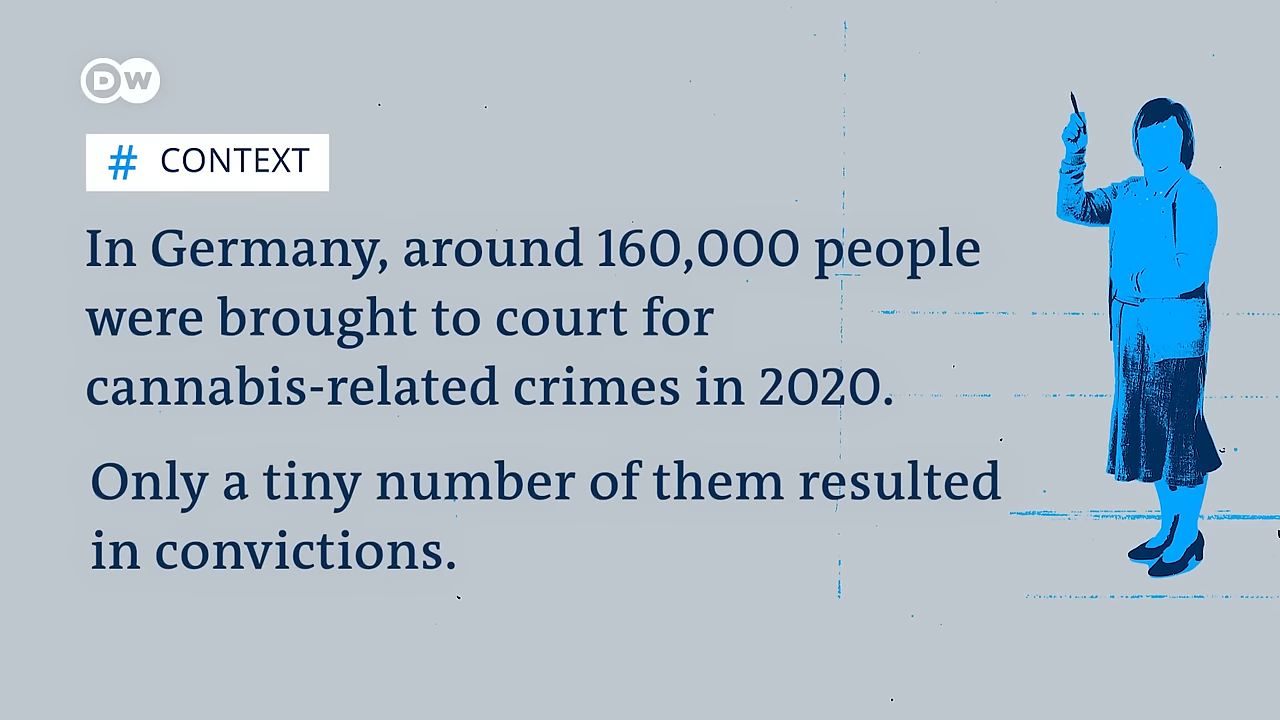 DW
# CONTEXT
In Germany, around 160,000 people
were brought to court for
cannabis-related crimes in 2020.
Only a tiny number of them resulted
in convictions.